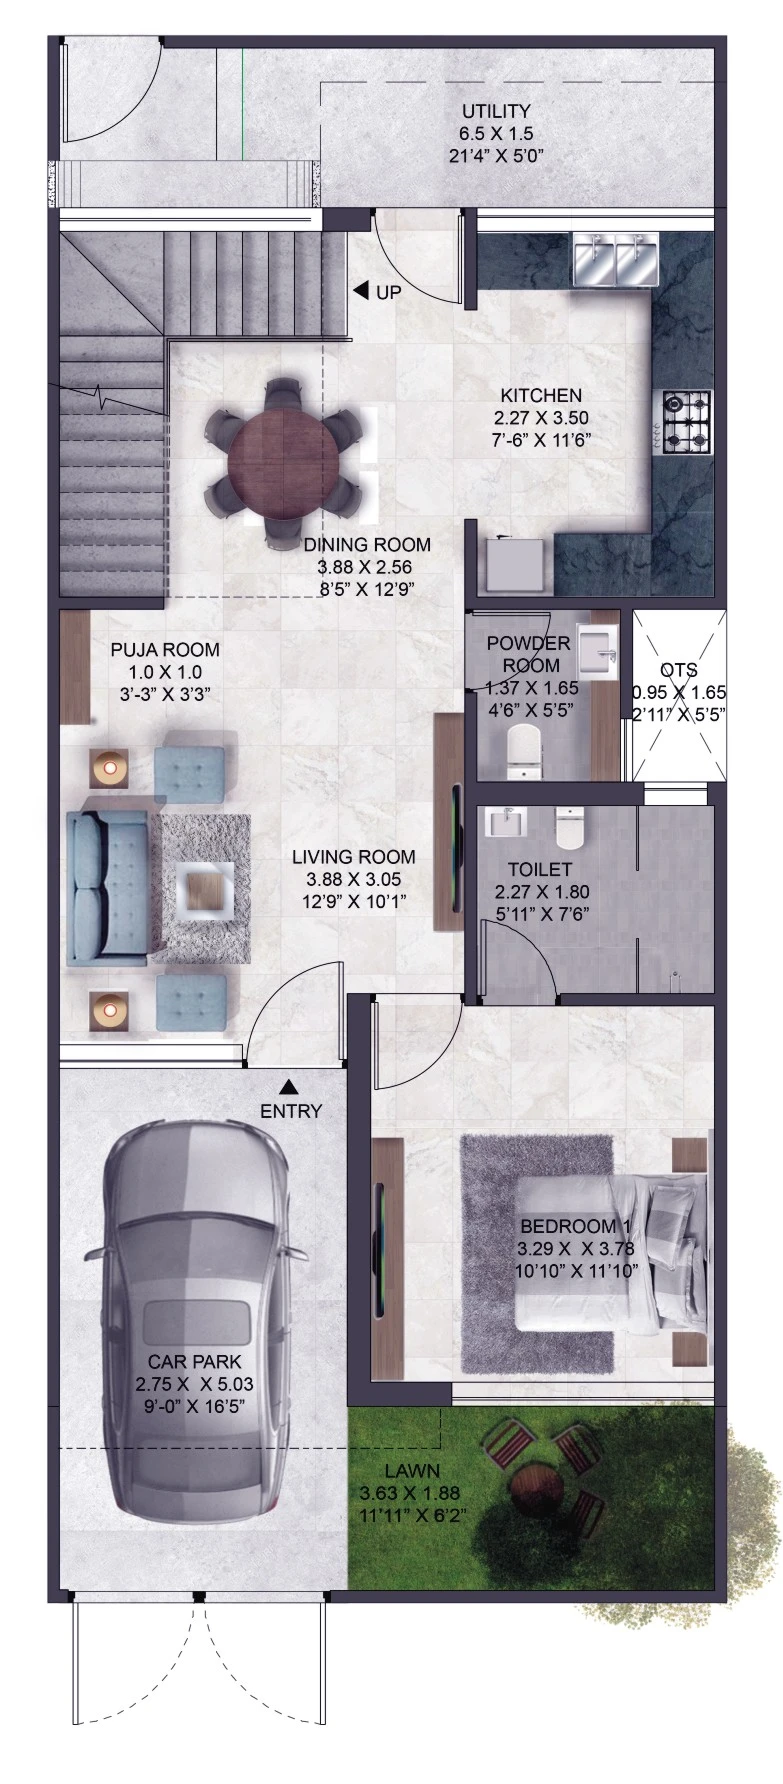 UTILITY
6.5 X 1.5
21'4" X 5'0"
UP
KITCHEN
2.27 X 3.50
7'-6" X 11'6"
DINING ROOM
3.88 X 2.56
8'5" X 12'9"
PUJA ROOM
1.0 X 1.0
3'-3" X 3'3"
POWDER
ROOM
1.37 X 1.65
4'6" X 5'5"
OTS
0.95 X 1.65
2'11" X 5'5"
LIVING ROOM
3.88 X 3.05
12'9" X 10'1"
TOILET
2.27 X 1.80
5'11" X 7'6"
ENTRY
BEDROOM 1
3.29 X  X 3.78
10'10" X 11'10"
CAR PARK
2.75 X  X 5.03
9'-0" X 16'5"
LAWN
3.63 X 1.88
11'11" X 6'2"